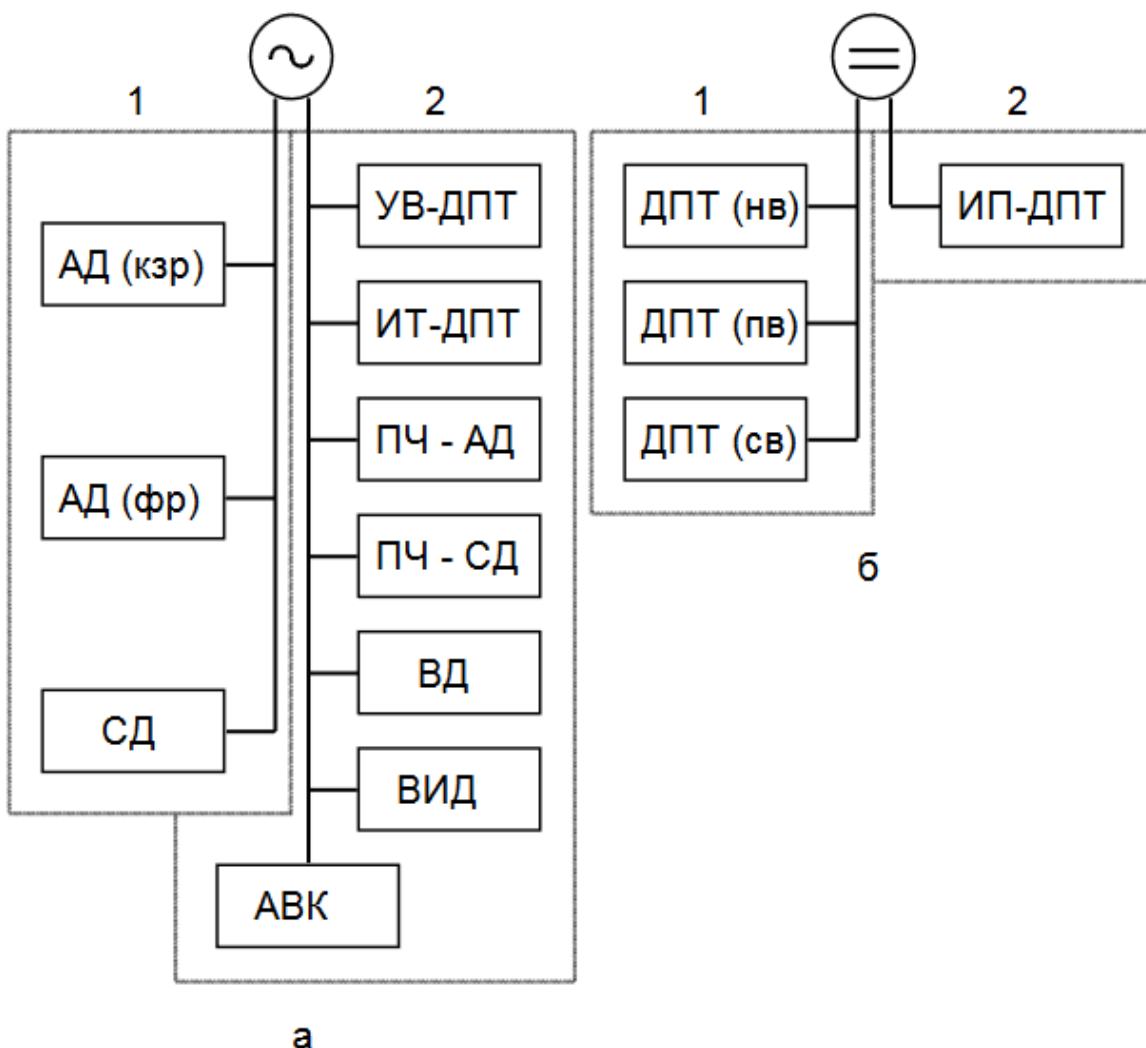 1
2
АД (кзр)
АД (фр)
СД
УВ-ДПТ
ИТ-ДПТ
ПЧ - АД
ПЧ - СД
ВД
ВИД
АВК
а
1
2
ДПТ (нв)
ДПТ (пв)
ДПТ (св)
ИП-ДПТ
б